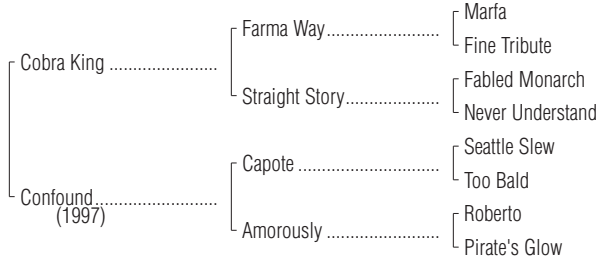 Marfa
Farma Way
Fine Tribute
Cobra King
Fabled Monarch
Straight Story
Never Understand
Seattle Slew
Capote
Too Bald
Confound
(1997)
Roberto
Amorously
Pirate's Glow